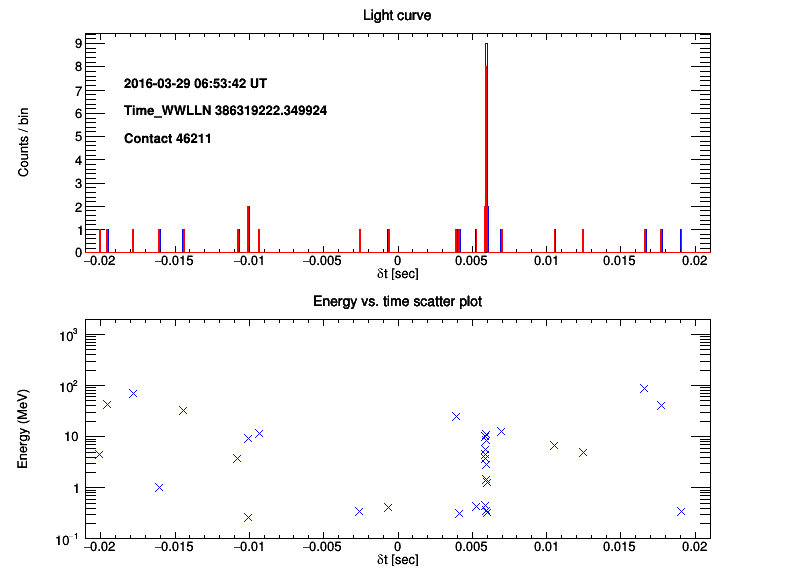 Light curve
Counts / bin
9
8
7
6
5
4
3
2
1
0
2016-03-29 06:53:42 UT
Time_WWLLN 386319222.349924
Contact 46211
−0.02 −0.015 −0.01 −0.005 0 0.005 0.01 0.015 0.02
δt [sec]
Energy vs. time scatter plot
Energy (MeV)
10³
10²
10
1
10⁻¹
−0.02 −0.015 −0.01 −0.005 0 0.005 0.01 0.015 0.02
δt [sec]